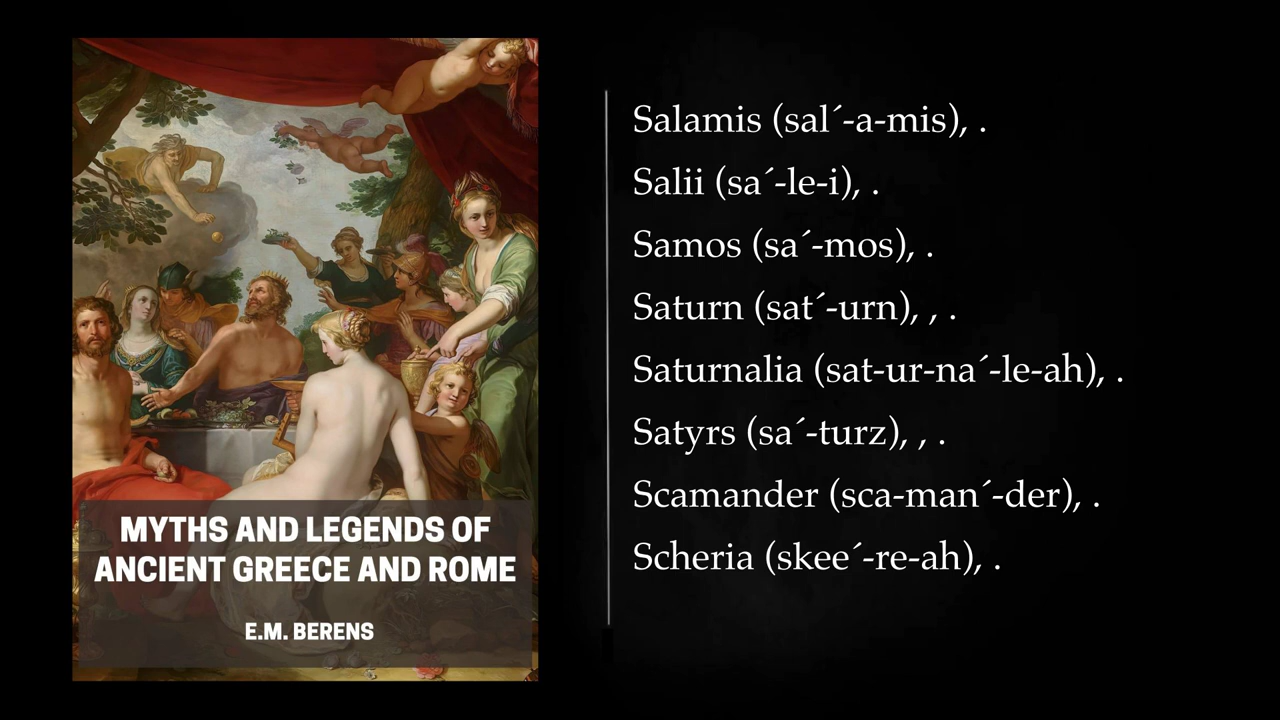 MYTHS AND LEGENDS OF
ANCIENT GREECE AND ROME
E.M. BERENS
Salamis (sal´-a-mis), .
Salii (sa´-le-i), .
Samos (sa´-mos), .
Saturn (sat´-urn), , .
Saturnalia (sat-ur-na´-le-ah), .
Satyrs (sa´-turz), , .
Scamander (sca-man´-der), .
Scheria (skee´-re-ah), .